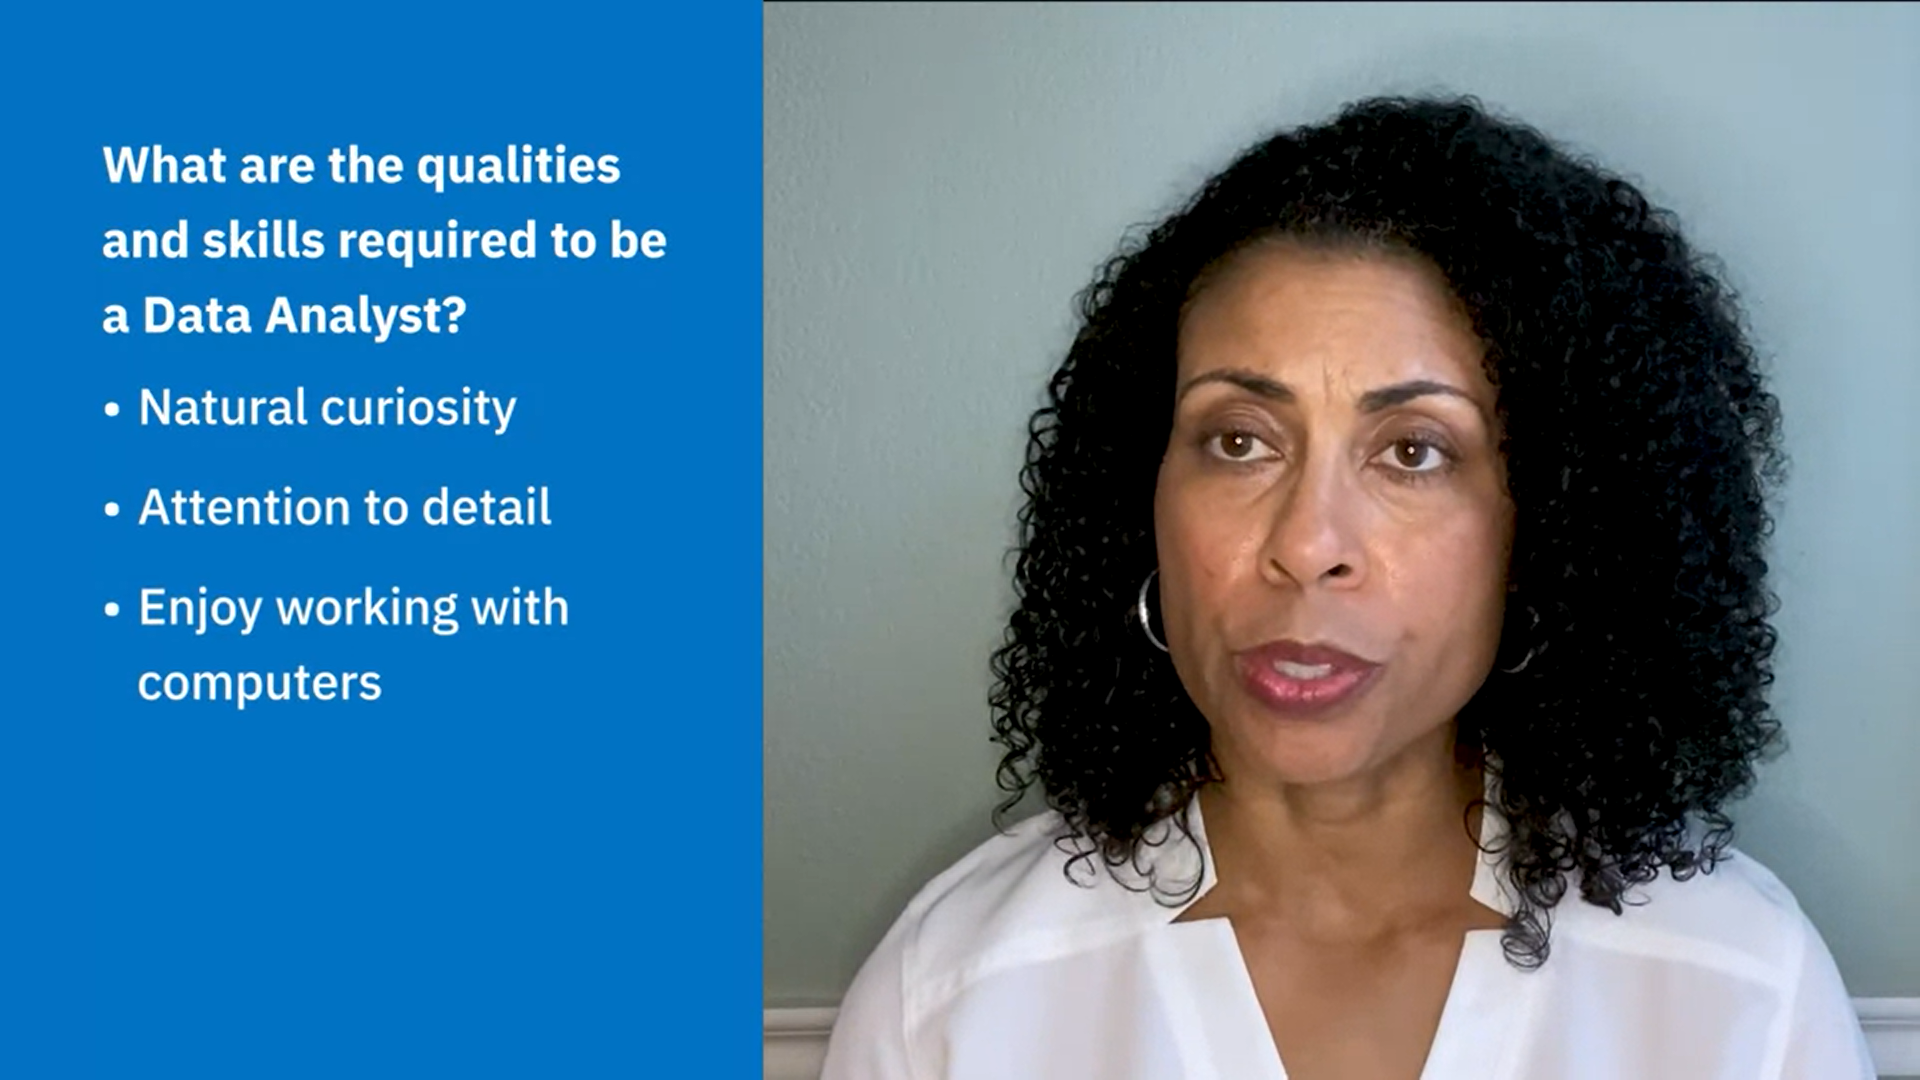 What are the qualities
and skills required to be
a Data Analyst?
• Natural curiosity
• Attention to detail
• Enjoy working with
computers